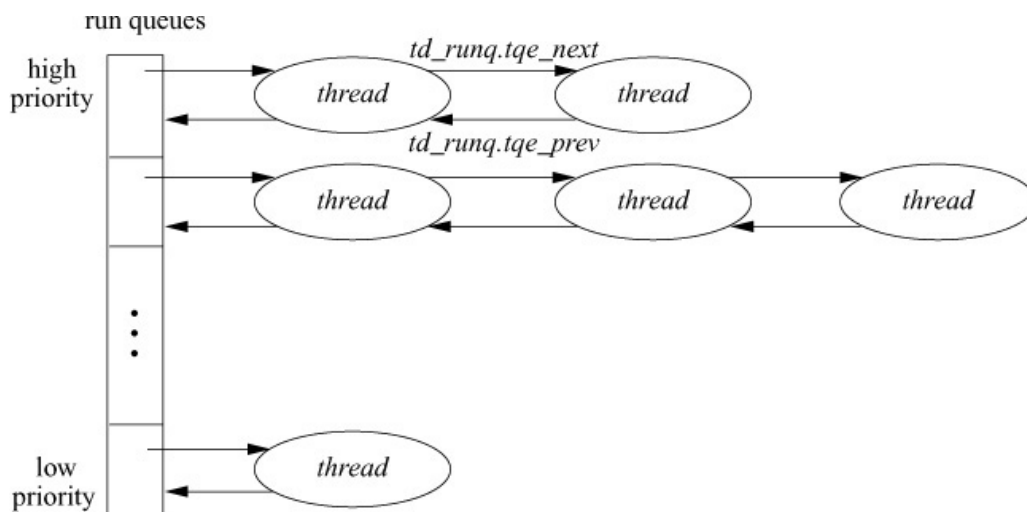 run queues
high
priority
td_runq.tqe_next
thread
thread
td_runq.tqe_prev
thread
thread
thread
low
priority
thread